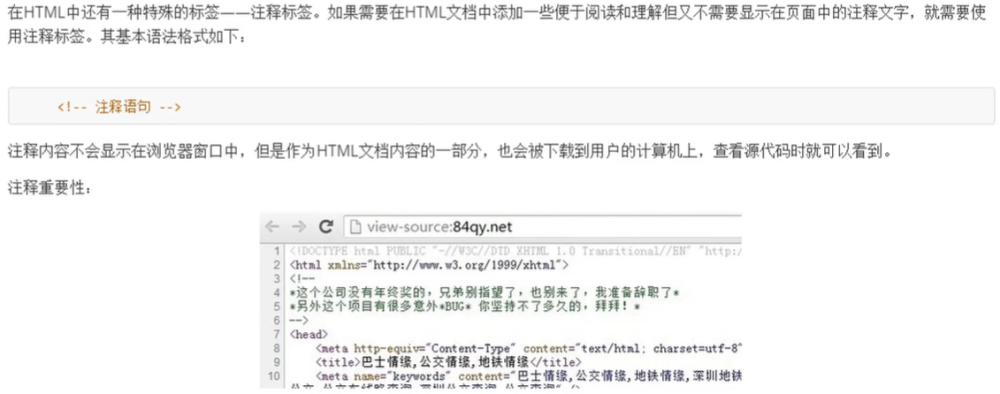 在HTML中还有一种特殊的标签——注释标签。如果需要在HTML文档中添加一些便于阅读和理解但又不需要显示在页面中的注释文字，就需要使
用注释标签。其基本语法格式如下：
<!-- 注释语句 -->
注释内容不会显示在浏览器窗口中，但是作为HTML文档内容的一部分，也会被下载到用户的计算机上，查看源代码时就可以看到。
注释重要性：
view-source:84qy.net
1 <!DOCTYPE html PUBLIC "-//W3C//DTD XHTML 1.0 Transitional//EN" "http:/
2 <html xmlns="http://www.w3.org/1999/xhtml">
3 <!--
4 *这个公司没有年终奖的，兄弟别指望了，也别来了，我准备辞职了*
5 *另外这个项目有很多意外*BUG* 你坚持不了多久的，拜拜！*
6 -->
7 <head>
8 <meta http-equiv="Content-Type" content="text/html; charset=utf-8"
9 <title>巴士情缘,公交情缘,地铁情缘</title>
10 <meta name="keywords" content="巴士情缘,公交情缘,地铁情缘,深圳地铁